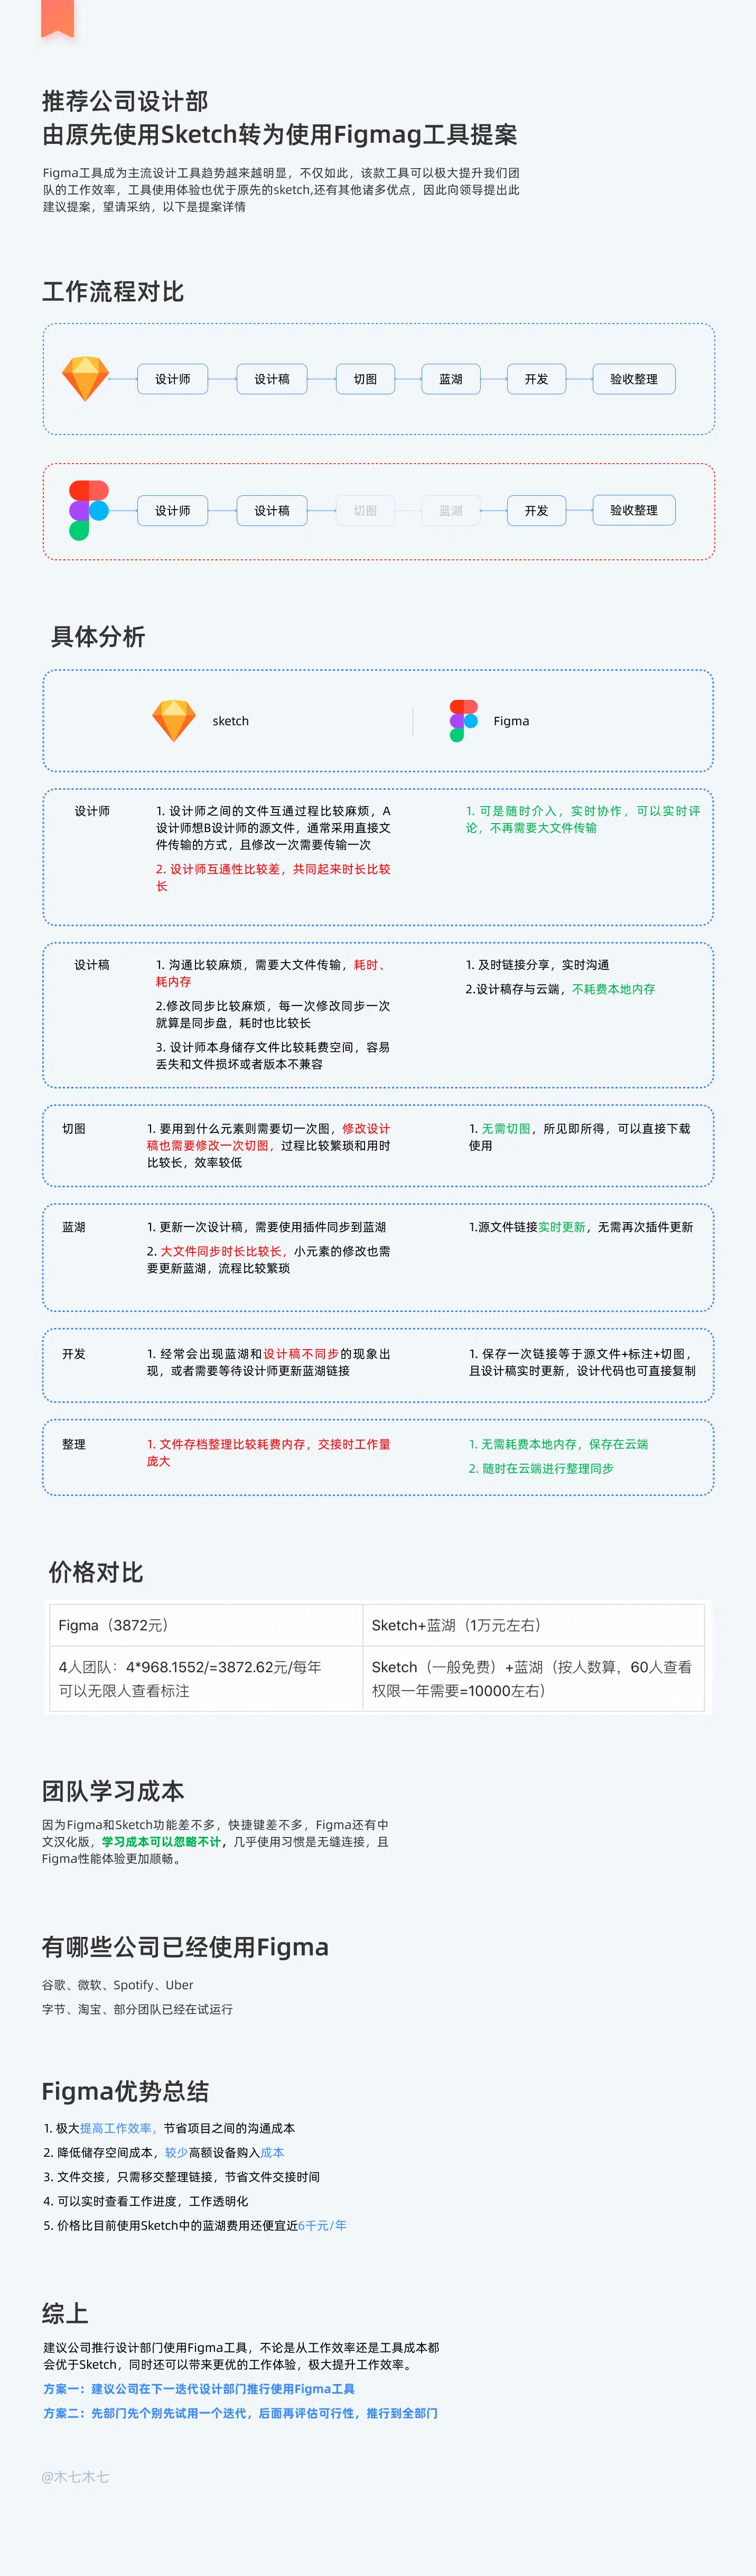 推荐公司设计部
由原先使用Sketch转为使用Figmag工具提案
Figma工具成为主流设计工具趋势越来越明显，不仅如此，该款工具可以极大提升我们团
队的工作效率，工具使用体验也优于原先的sketch,还有其他诸多优点，因此向领导提出此
建议提案，望请采纳，以下是提案详情
工作流程对比
设计师
设计稿
切图
蓝湖
开发
验收整理
设计师
设计稿
切图
蓝湖
开发
验收整理
具体分析
sketch
Figma
设计师
1. 设计师之间的文件互通过程比较麻烦，A
设计师想B设计师的源文件，通常采用直接文
件传输的方式，且修改一次需要传输一次
2. 设计师互通性比较差，共同起来时长比较
长
1. 可是随时介入，实时协作，可以实时评
论，不再需要大文件传输
设计稿
1. 沟通比较麻烦，需要大文件传输，耗时、
耗内存
2.修改同步比较麻烦，每一次修改同步一次
就算是同步盘，耗时也比较长
3. 设计师本身储存文件比较耗费空间，容易
丢失和文件损坏或者版本不兼容
1. 及时链接分享，实时沟通
2.设计稿存与云端，不耗费本地内存
切图
1. 要用到什么元素则需要切一次图，修改设计
稿也需要修改一次切图，过程比较繁琐和用时
比较长，效率较低
1. 无需切图，所见即所得，可以直接下载
使用
蓝湖
1. 更新一次设计稿，需要使用插件同步到蓝湖
2. 大文件同步时长比较长，小元素的修改也需
要更新蓝湖，流程比较繁琐
1.源文件链接实时更新，无需再次插件更新
开发
1. 经常会出现蓝湖和设计稿不同步的现象出
现，或者需要等待设计师更新蓝湖链接
1. 保存一次链接等于源文件+标注+切图，
且设计稿实时更新，设计代码也可直接复制
整理
1. 文件存档整理比较耗费内存，交接时工作量
庞大
1. 无需耗费本地内存，保存在云端
2. 随时在云端进行整理同步
价格对比
Figma（3872元）
Sketch+蓝湖（1万元左右）
4人团队：4*968.1552/=3872.62元/每年
可以无限人查看标注
Sketch（一般免费）+蓝湖（按人数算，60人查看
权限一年需要=10000左右）
团队学习成本
因为Figma和Sketch功能差不多，快捷键差不多，Figma还有中
文汉化版，学习成本可以忽略不计，几乎使用习惯是无缝连接，且
Figma性能体验更加顺畅。
有哪些公司已经使用Figma
谷歌、微软、Spotify、Uber
字节、淘宝、部分团队已经在试运行
Figma优势总结
1. 极大提高工作效率，节省项目之间的沟通成本
2. 降低储存空间成本，较少高额设备购入成本
3. 文件交接，只需移交整理链接，节省文件交接时间
4. 可以实时查看工作进度，工作透明化
5. 价格比目前使用Sketch中的蓝湖费用还便宜近6千元/年
综上
建议公司推行设计部门使用Figma工具，不论是从工作效率还是工具成本都
会优于Sketch，同时还可以带来更优的工作体验，极大提升工作效率。
方案一：建议公司在下一迭代设计部门推行使用Figma工具
方案二：先部门先个别先试用一个迭代，后面再评估可行性，推行到全部门
@木七木七